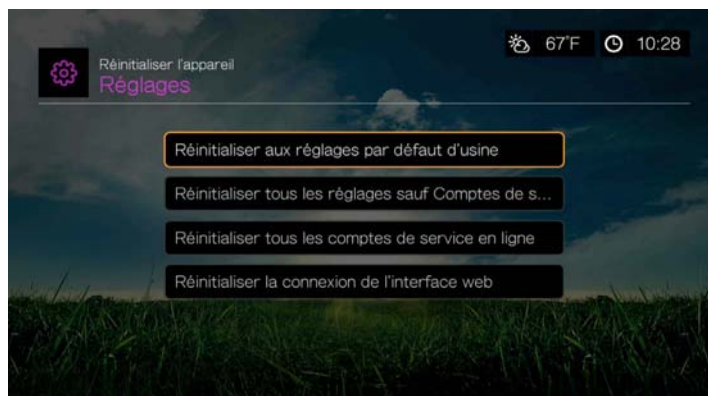 67°F 10:28
Réinitialiser l'appareil
Réglages
Réinitialiser aux réglages par défaut d'usine
Réinitialiser tous les réglages sauf Comptes de s...
Réinitialiser tous les comptes de service en ligne
Réinitialiser la connexion de l'interface web